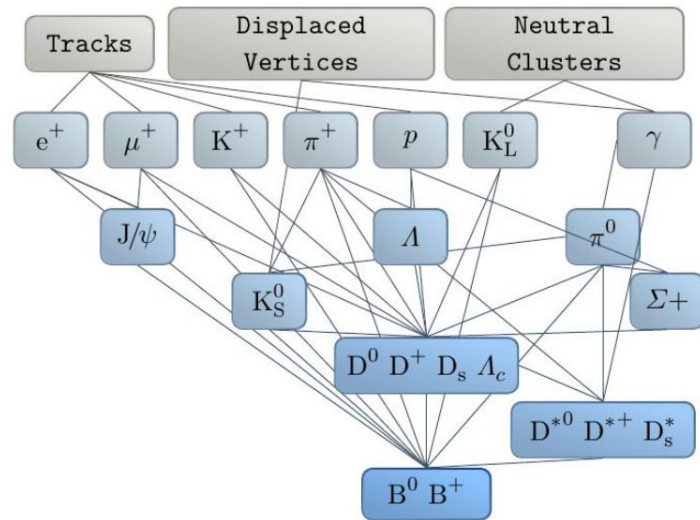 Tracks
Displaced
Vertices
Neutral
Clusters
e⁺
μ⁺
K⁺
π⁺
p
K⁰_L
γ
J/ψ
Λ
π⁰
K⁰_S
Σ+
D⁰ D⁺ D_s Λ_c
D*⁰ D*⁺ D*_s
B⁰ B⁺